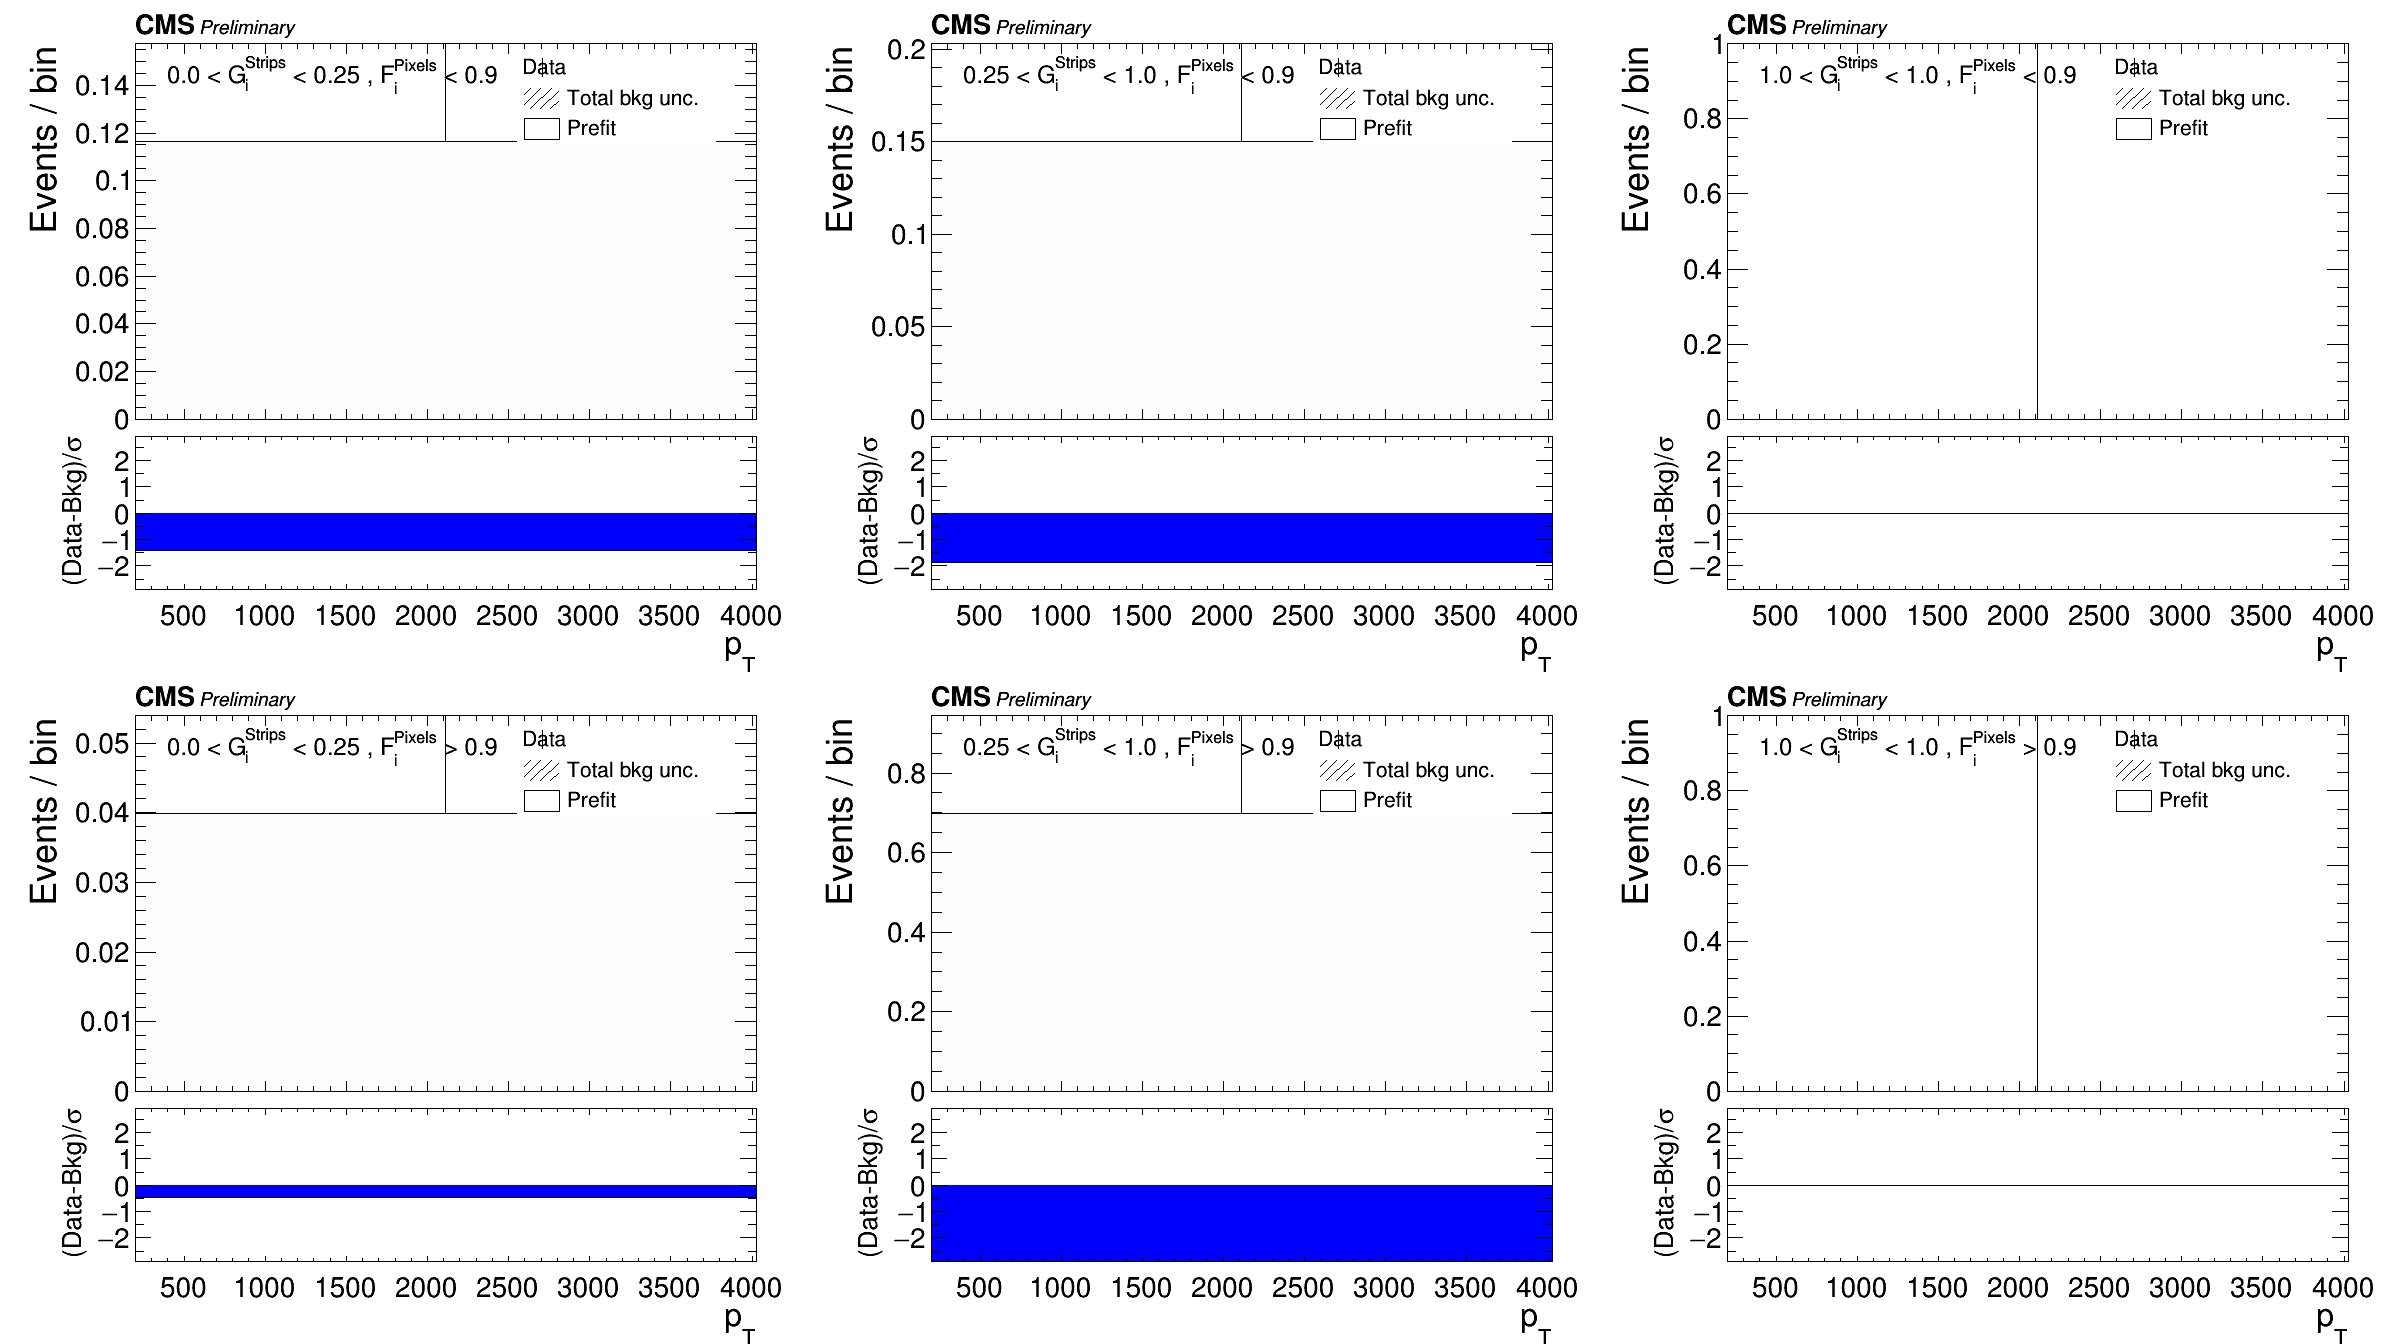 CMS Preliminary
Events / bin
0.0 < G_i^Strips < 0.25 , F_i^Pixels < 0.9
Data
Total bkg unc.
Prefit
0.14
0.12
0.1
0.08
0.06
0.04
0.02
0
(Data-Bkg)/σ
2
1
0
−1
−2
500 1000 1500 2000 2500 3000 3500 4000
p_T
CMS Preliminary
Events / bin
0.25 < G_i^Strips < 1.0 , F_i^Pixels < 0.9
Data
Total bkg unc.
Prefit
0.2
0.15
0.1
0.05
0
(Data-Bkg)/σ
2
1
0
−1
−2
500 1000 1500 2000 2500 3000 3500 4000
p_T
CMS Preliminary
Events / bin
1.0 < G_i^Strips < 1.0 , F_i^Pixels < 0.9
Data
Total bkg unc.
Prefit
1
0.8
0.6
0.4
0.2
0
(Data-Bkg)/σ
2
1
0
−1
−2
500 1000 1500 2000 2500 3000 3500 4000
p_T
CMS Preliminary
Events / bin
0.0 < G_i^Strips < 0.25 , F_i^Pixels > 0.9
Data
Total bkg unc.
Prefit
0.05
0.04
0.03
0.02
0.01
0
(Data-Bkg)/σ
2
1
0
−1
−2
500 1000 1500 2000 2500 3000 3500 4000
p_T
CMS Preliminary
Events / bin
0.25 < G_i^Strips < 1.0 , F_i^Pixels > 0.9
Data
Total bkg unc.
Prefit
0.8
0.6
0.4
0.2
0
(Data-Bkg)/σ
2
1
0
−1
−2
500 1000 1500 2000 2500 3000 3500 4000
p_T
CMS Preliminary
Events / bin
1.0 < G_i^Strips < 1.0 , F_i^Pixels > 0.9
Data
Total bkg unc.
Prefit
1
0.8
0.6
0.4
0.2
0
(Data-Bkg)/σ
2
1
0
−1
−2
500 1000 1500 2000 2500 3000 3500 4000
p_T